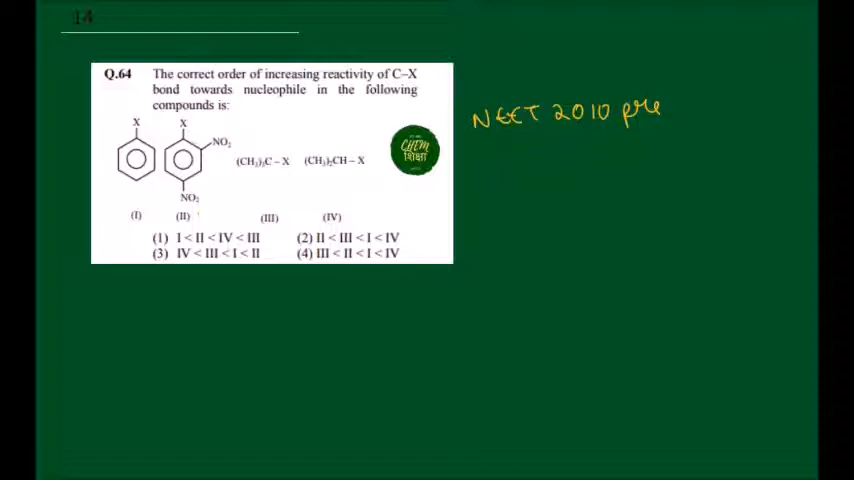 14
Q.64 The correct order of increasing reactivity of C–X
bond towards nucleophile in the following
compounds is:
X X
NO2
(CH3)3C – X (CH3)2CH – X
NO2
(I) (II) (III) (IV)
(1) I < II < IV < III (2) II < III < I < IV
(3) IV < III < I < II (4) III < II < I < IV
CHEM
शिक्षा
NEET 2010 pre